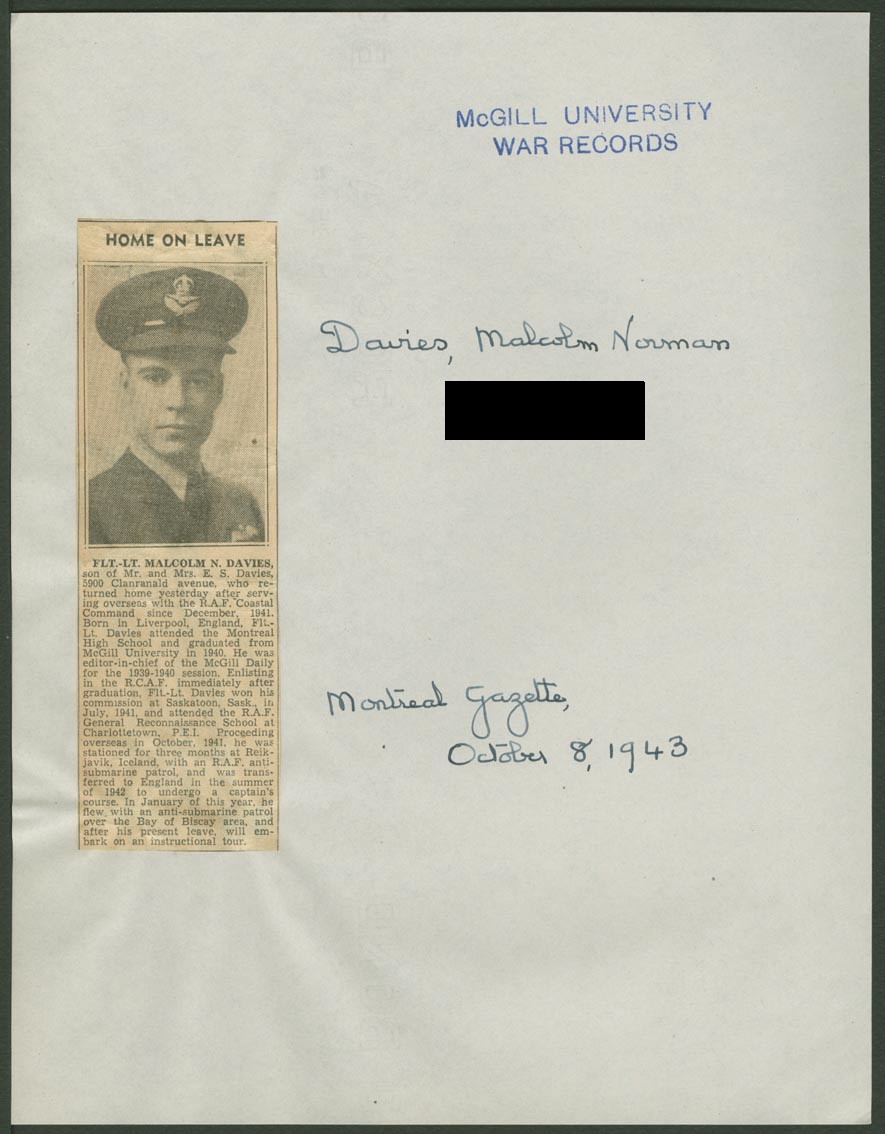 McGILL UNIVERSITY
WAR RECORDS
HOME ON LEAVE
Davies, Malcolm Norman
FLT.-LT. MALCOLM N. DAVIES,
son of Mr. and Mrs. E. S. Davies,
5900 Clanranald avenue, who re-
turned home yesterday after serv-
ing overseas with the R.A.F. Coastal
Command since December, 1941.
Born in Liverpool, England, Flt.-
Lt. Davies attended the Montreal
High School and graduated from
McGill University in 1940. He was
editor-in-chief of the McGill Daily
for the 1939-1940 session. Enlisting
in the R.C.A.F. immediately after
graduation, Flt.-Lt. Davies won his
commission at Saskatoon, Sask., in
July, 1941, and attended the R.A.F.
General Reconnaissance School at
Charlottetown, P.E.I. Proceeding
overseas in October, 1941, he was
stationed for three months at Reik-
javik, Iceland, with an R.A.F. anti-
submarine patrol, and was trans-
ferred to England in the summer
of 1942 to undergo a captain's
course. In January of this year, he
flew with an anti-submarine patrol
over the Bay of Biscay area, and
after his present leave, will em-
bark on an instructional tour.
Montreal Gazette,
October 8, 1943